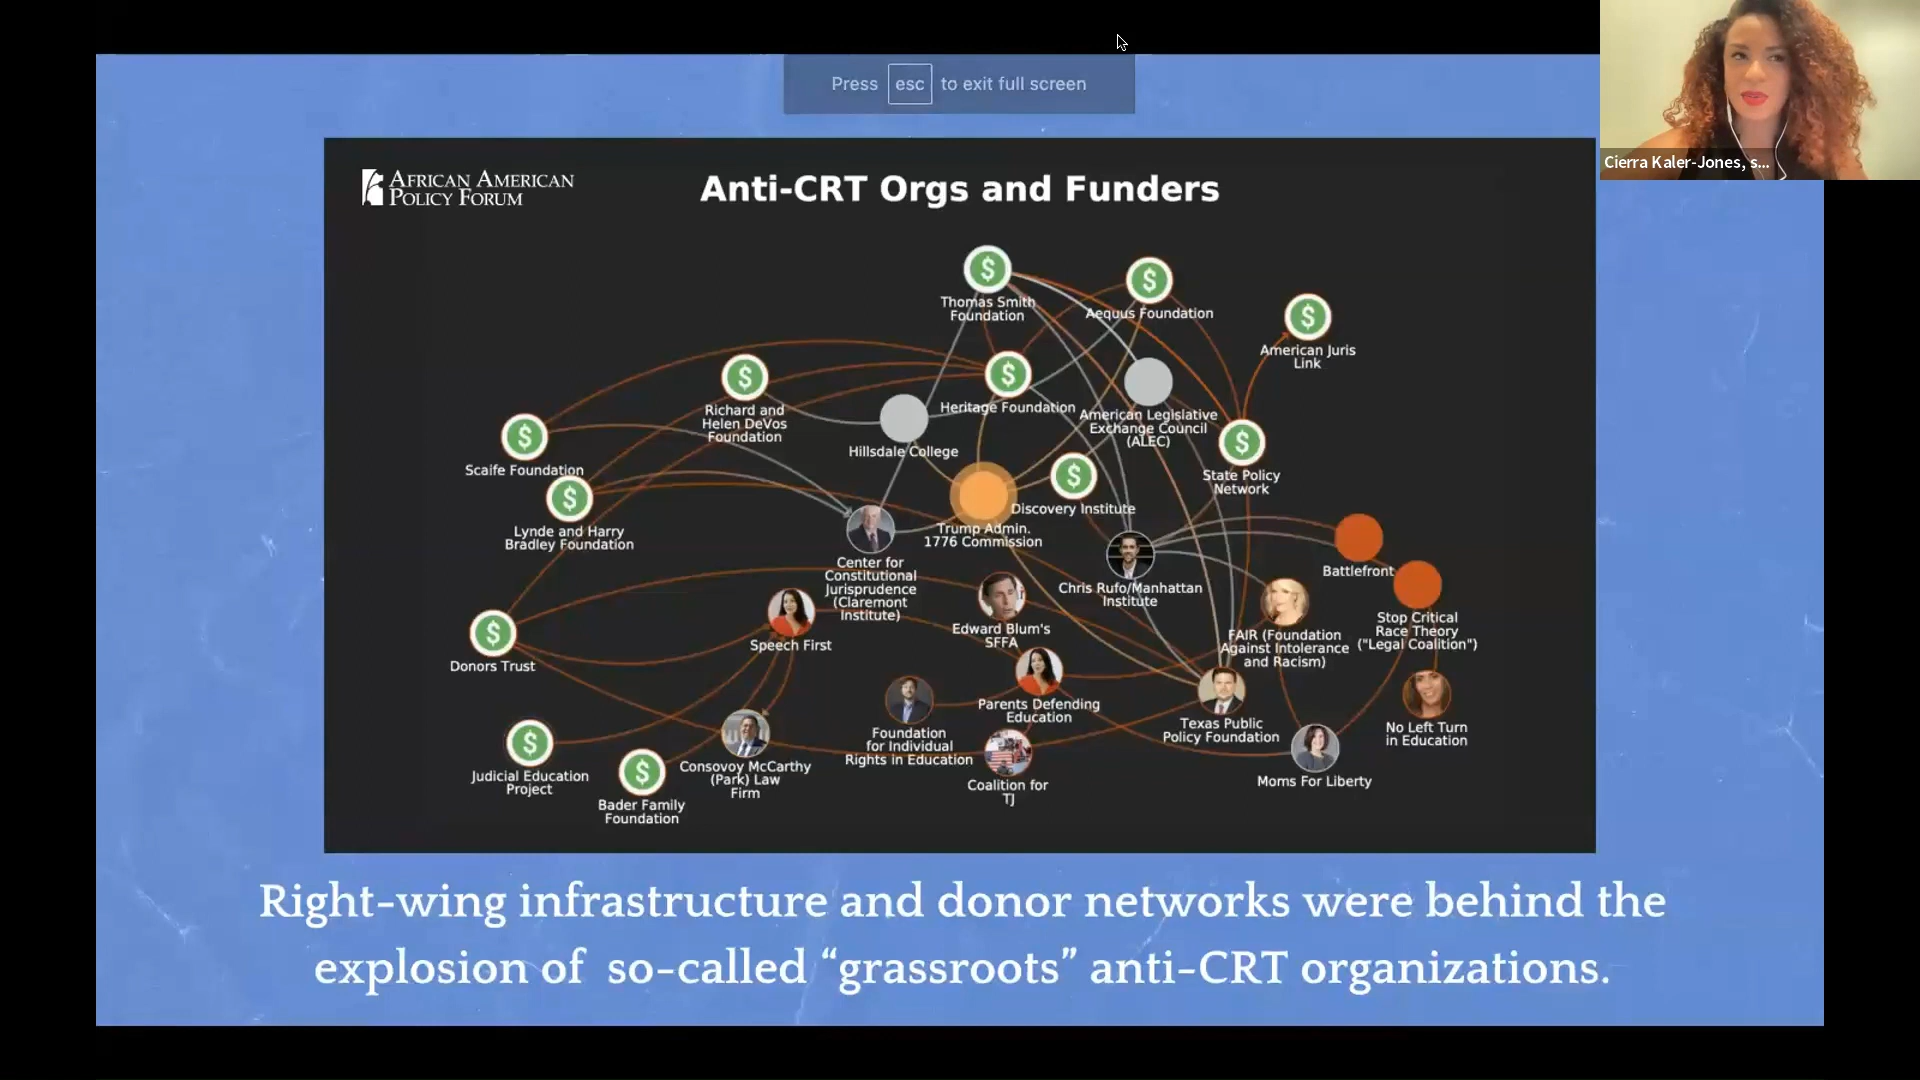 Press esc to exit full screen
Cierra Kaler-Jones, s...
AFRICAN AMERICAN
POLICY FORUM
Anti-CRT Orgs and Funders
Thomas Smith
Foundation
Aequus Foundation
American Juris
Link
Richard and
Helen DeVos
Foundation
Heritage Foundation
American Legislative
Exchange Council
(ALEC)
Hillsdale College
Scaife Foundation
State Policy
Network
Lynde and Harry
Bradley Foundation
Discovery Institute
Trump Admin.
1776 Commission
Center for
Constitutional
Jurisprudence
(Claremont
Institute)
Chris Rufo/Manhattan
Institute
Battlefront
Stop Critical
Race Theory
("Legal Coalition")
Edward Blum's
SFFA
FAIR (Foundation
Against Intolerance
and Racism)
Speech First
Donors Trust
Parents Defending
Education
Texas Public
Policy Foundation
No Left Turn
in Education
Foundation
for Individual
Rights in Education
Judicial Education
Project
Consovoy McCarthy
(Park) Law
Firm
Coalition for
TJ
Moms For Liberty
Bader Family
Foundation
Right-wing infrastructure and donor networks were behind the
explosion of so-called “grassroots” anti-CRT organizations.